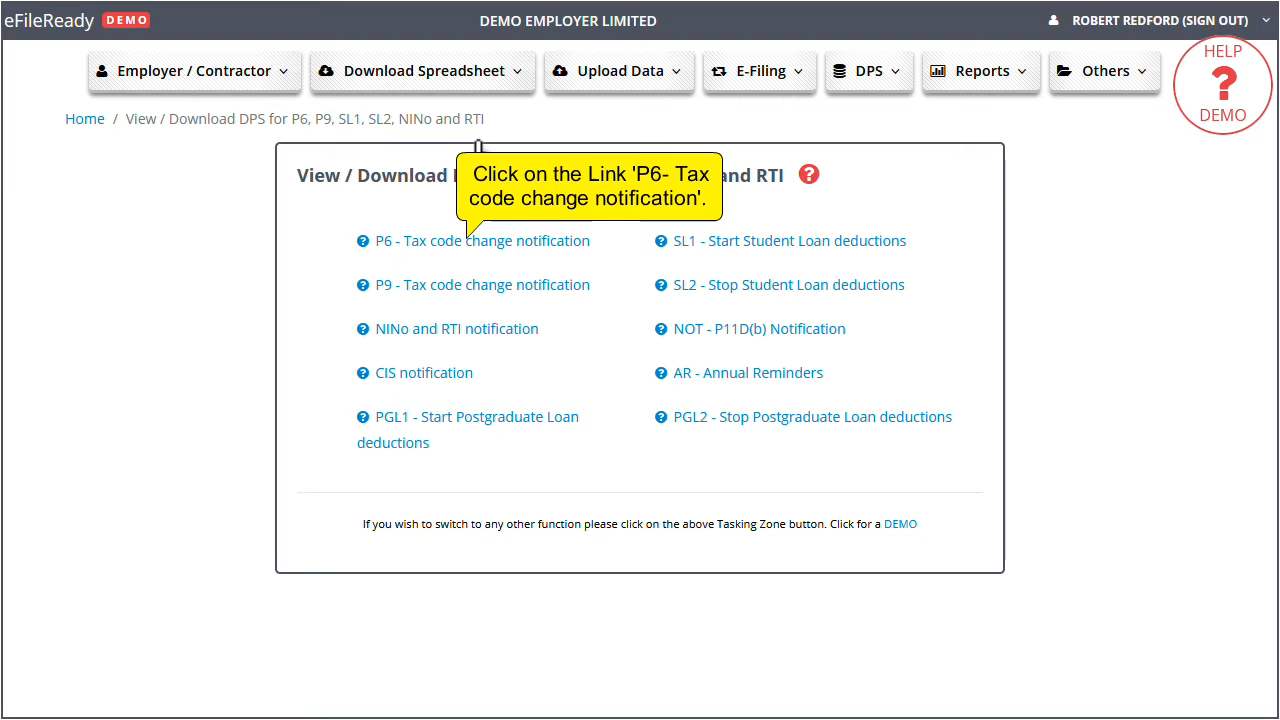 eFileReady DEMO
DEMO EMPLOYER LIMITED
ROBERT REDFORD (SIGN OUT)
Employer / Contractor
Download Spreadsheet
Upload Data
E-Filing
DPS
Reports
Others
HELP
?
DEMO
Home / View / Download DPS for P6, P9, SL1, SL2, NINo and RTI
View / Download and RTI ?
Click on the Link 'P6- Tax
code change notification'.
? P6 - Tax code change notification
? SL1 - Start Student Loan deductions
? P9 - Tax code change notification
? SL2 - Stop Student Loan deductions
? NINo and RTI notification
? NOT - P11D(b) Notification
? CIS notification
? AR - Annual Reminders
? PGL1 - Start Postgraduate Loan
deductions
? PGL2 - Stop Postgraduate Loan deductions
If you wish to switch to any other function please click on the above Tasking Zone button. Click for a DEMO